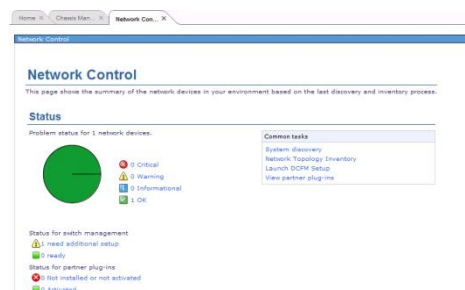 Home X
Chassis Man... X
Network Con... X
Network Control
Network Control
This page shows the summary of the network devices in your environment based on the last discovery and inventory process.
Status
Problem status for 1 network devices.
0 Critical
0 Warning
0 Informational
1 OK
Common tasks
System discovery
Network Topology Inventory
Launch DCFM Setup
View partner plug-ins
Status for switch management
1 need additional setup
0 ready
Status for partner plug-ins
0 Not installed or not activated
0 Activated